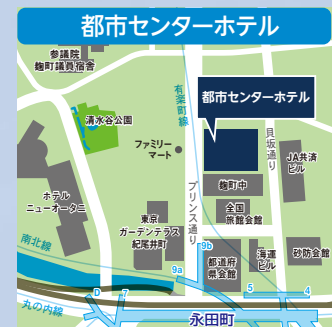 都市センターホテル
参議院
麹町議員宿舎
有楽町線
都市センターホテル
清水谷公園
ファミリー
マート
貝坂通り
JA共済
ビル
麹町中
プリンス通り
ホテル
ニューオータニ
全国
旅館会館
東京
ガーデンテラス
紀尾井町
南北線
9b
都道府
県会館
海運
ビル
砂防会館
9a
D
7
5
4
丸の内線
永田町